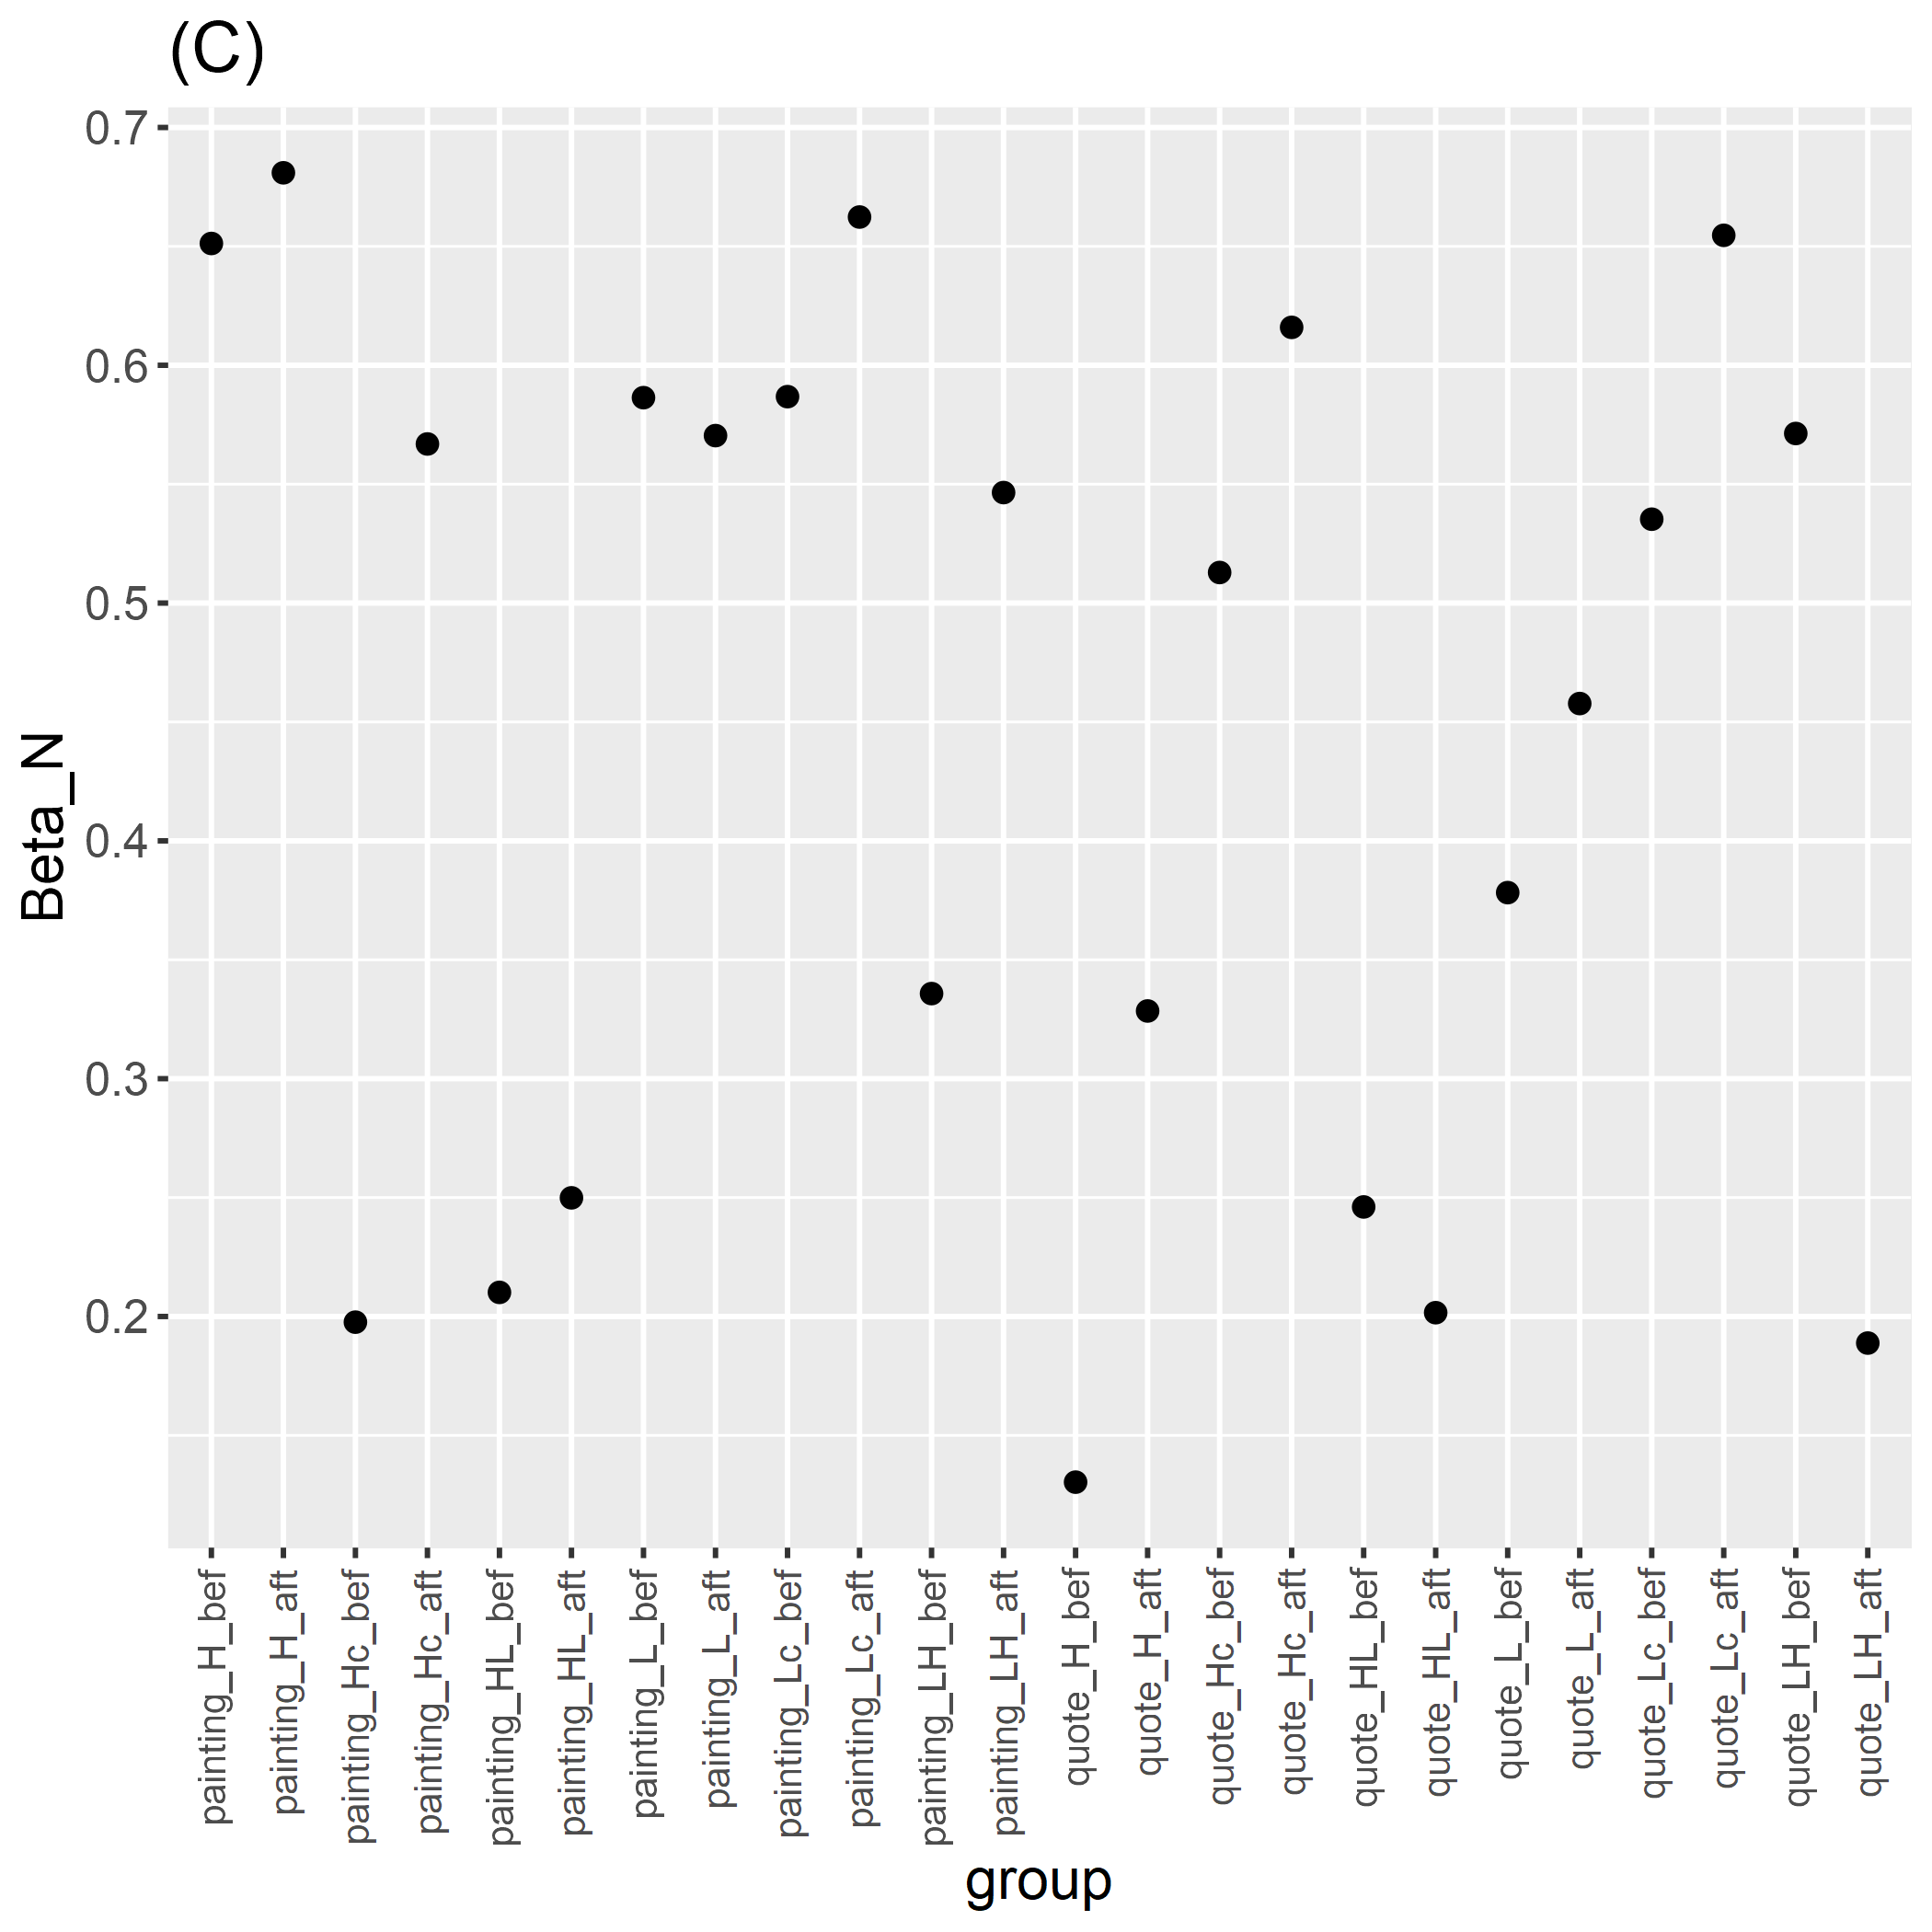 (C)
0.7
0.6
0.5
0.4
0.3
0.2
Beta_N
painting_H_bef
painting_H_aft
painting_Hc_bef
painting_Hc_aft
painting_HL_bef
painting_HL_aft
painting_L_bef
painting_L_aft
painting_Lc_bef
painting_Lc_aft
painting_LH_bef
painting_LH_aft
quote_H_bef
quote_H_aft
quote_Hc_bef
quote_Hc_aft
quote_HL_bef
quote_HL_aft
quote_L_bef
quote_L_aft
quote_Lc_bef
quote_Lc_aft
quote_LH_bef
quote_LH_aft
group